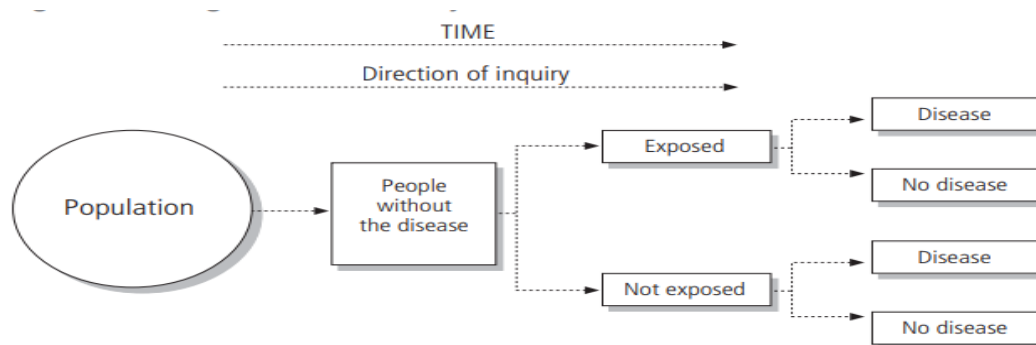 TIME
Direction of inquiry
Population
People
without
the disease
Exposed
Not exposed
Disease
No disease
Disease
No disease